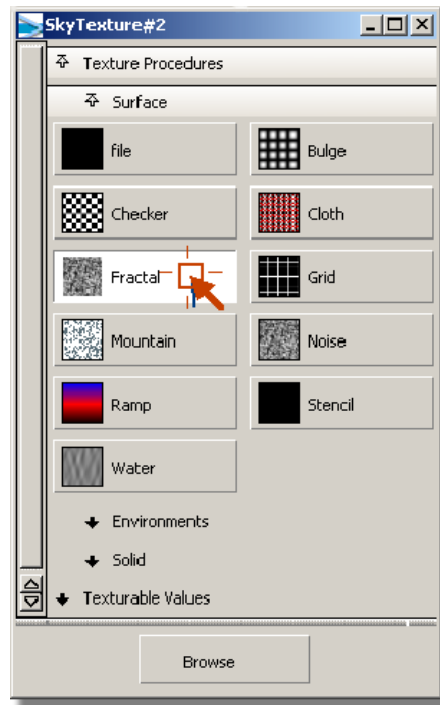 SkyTexture#2
Texture Procedures
Surface
file Bulge
Checker Cloth
Fractal Grid
Mountain Noise
Ramp Stencil
Water
Environments
Solid
Texturable Values
Browse